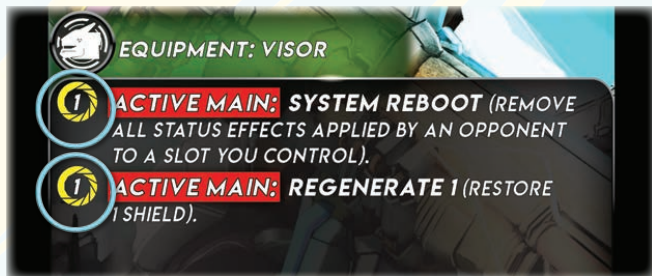 EQUIPMENT: VISOR
1 ACTIVE MAIN: SYSTEM REBOOT (REMOVE
ALL STATUS EFFECTS APPLIED BY AN OPPONENT
TO A SLOT YOU CONTROL).
1 ACTIVE MAIN: REGENERATE 1 (RESTORE
1 SHIELD).